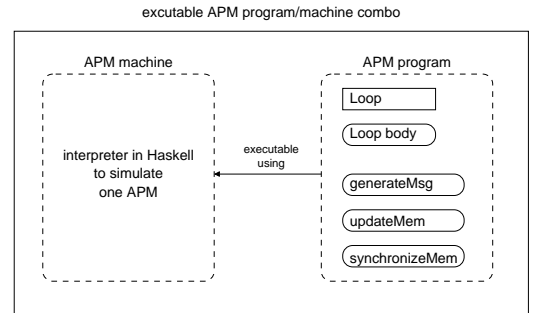 excutable APM program/machine combo
APM machine
interpreter in Haskell
to simulate
one APM
executable
using
APM program
Loop
Loop body
generateMsg
updateMem
synchronizeMem